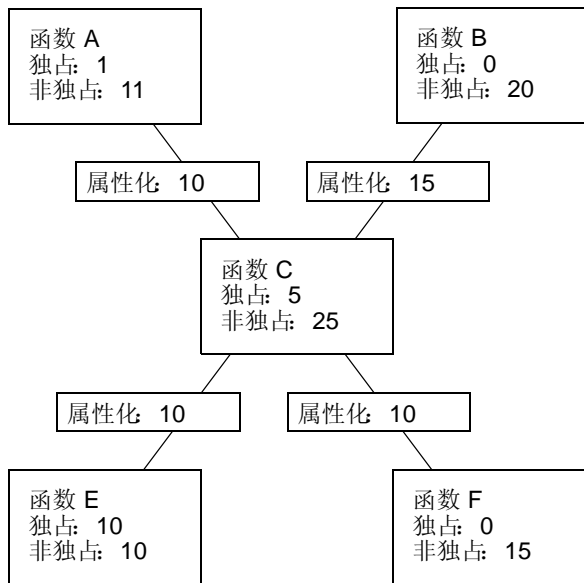 函数 A
独占: 1
非独占: 11
函数 B
独占: 0
非独占: 20
属性化: 10
属性化: 15
函数 C
独占: 5
非独占: 25
属性化: 10
属性化: 10
函数 E
独占: 10
非独占: 10
函数 F
独占: 0
非独占: 15